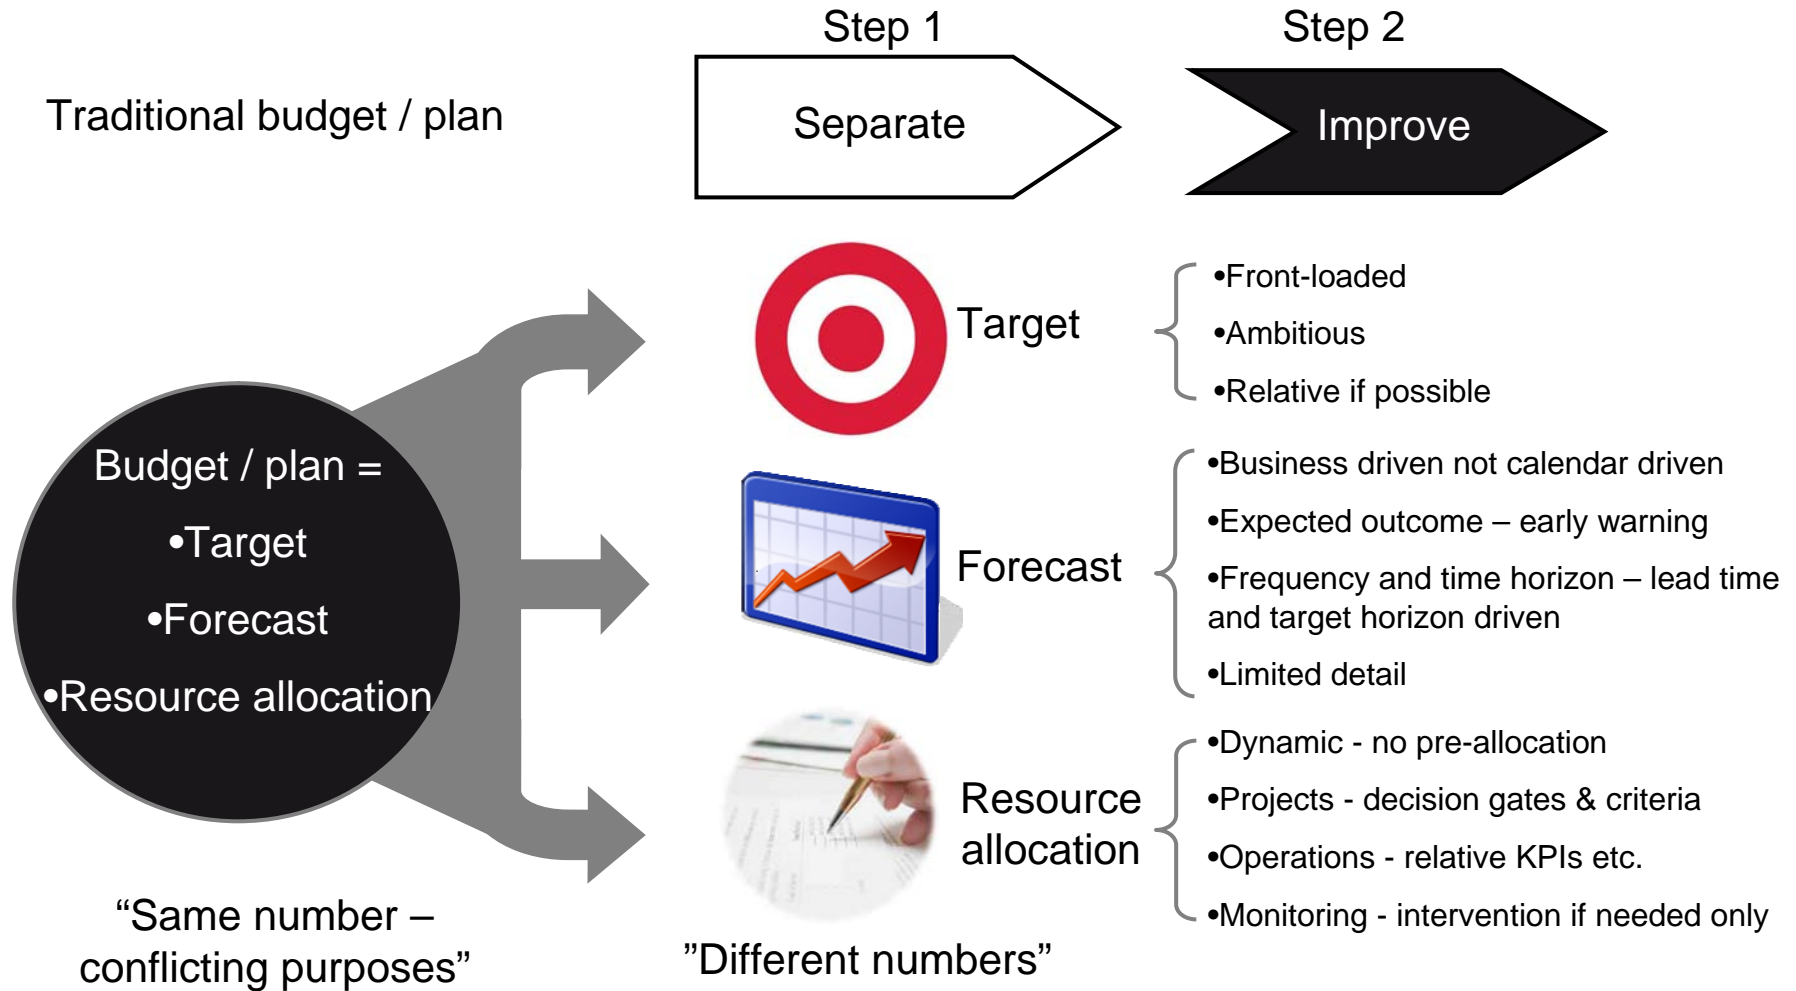 Step 1
Step 2
Traditional budget / plan
Separate
Improve
Budget / plan =
•Target
•Forecast
•Resource allocation
“Same number –
conflicting purposes”
Target
Forecast
Resource
allocation
”Different numbers”
•Front-loaded
•Ambitious
•Relative if possible
•Business driven not calendar driven
•Expected outcome – early warning
•Frequency and time horizon – lead time
and target horizon driven
•Limited detail
•Dynamic - no pre-allocation
•Projects - decision gates & criteria
•Operations - relative KPIs etc.
•Monitoring - intervention if needed only